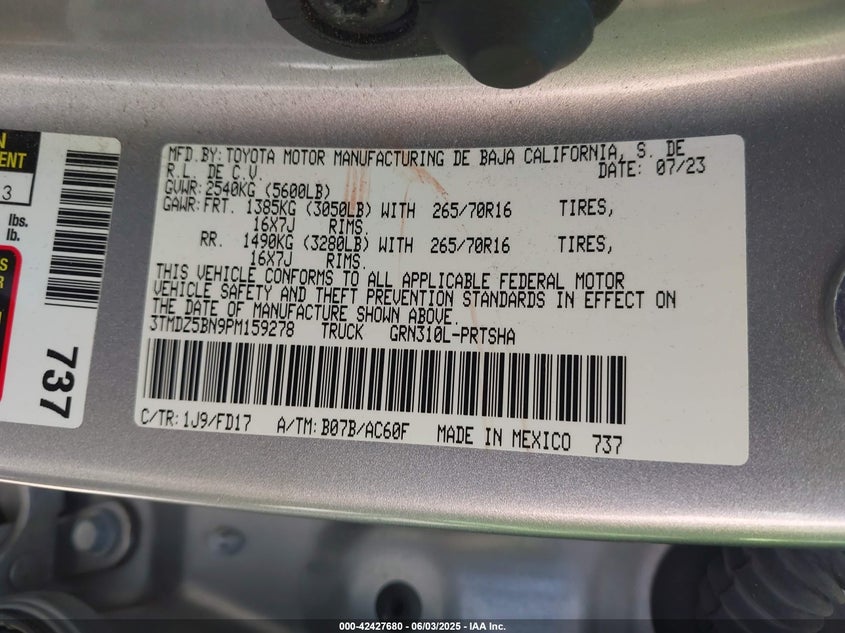 MFD.BY: TOYOTA MOTOR MANUFACTURING DE BAJA CALIFORNIA, S. DE
R.L. DE C.V. DATE: 07/23
GVWR: 2540KG (5600LB)
GAWR: FRT. 1385KG (3050LB) WITH 265/70R16 TIRES,
16X7J RIMS.
RR. 1490KG (3280LB) WITH 265/70R16 TIRES,
16X7J RIMS.
THIS VEHICLE CONFORMS TO ALL APPLICABLE FEDERAL MOTOR
VEHICLE SAFETY AND THEFT PREVENTION STANDARDS IN EFFECT ON
THE DATE OF MANUFACTURE SHOWN ABOVE.
3TMDZ5BN9PM159278 TRUCK GRN310L-PRTSHA
C/TR: 1J9/FD17 A/TM: B07B/AC60F MADE IN MEXICO 737
lbs.
lb.
737
000-42427680 - 06/03/2025 - IAA Inc.